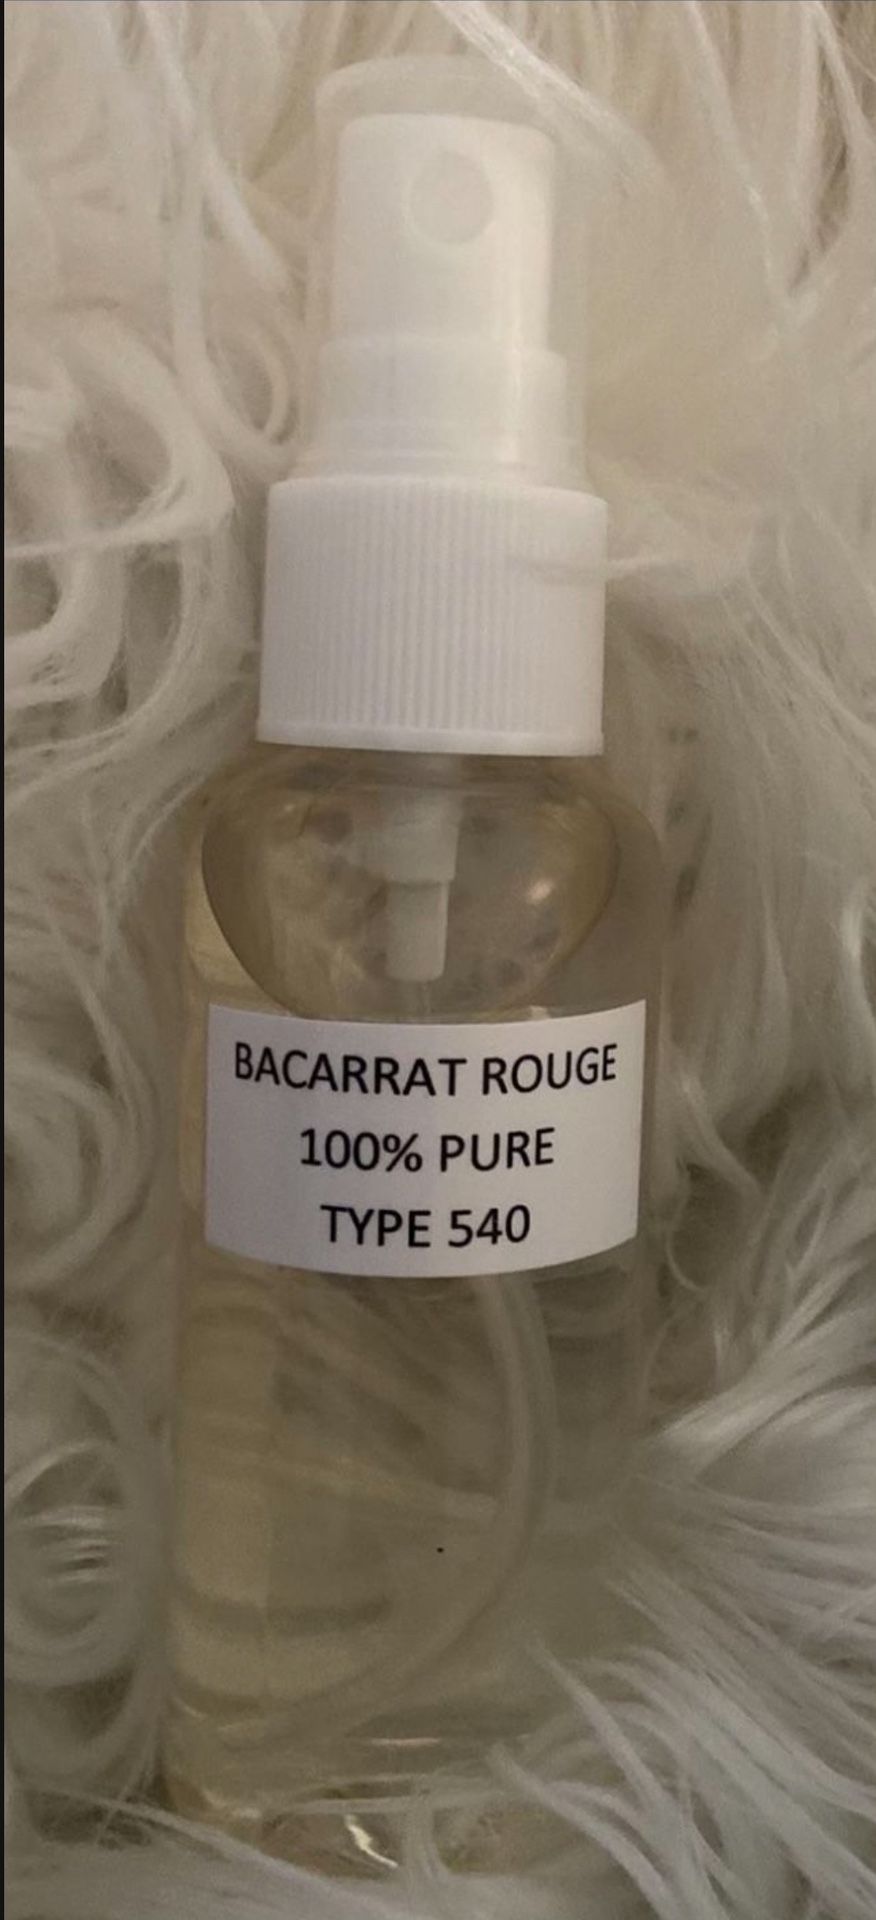 BACARRAT ROUGE
100% PURE
TYPE 540